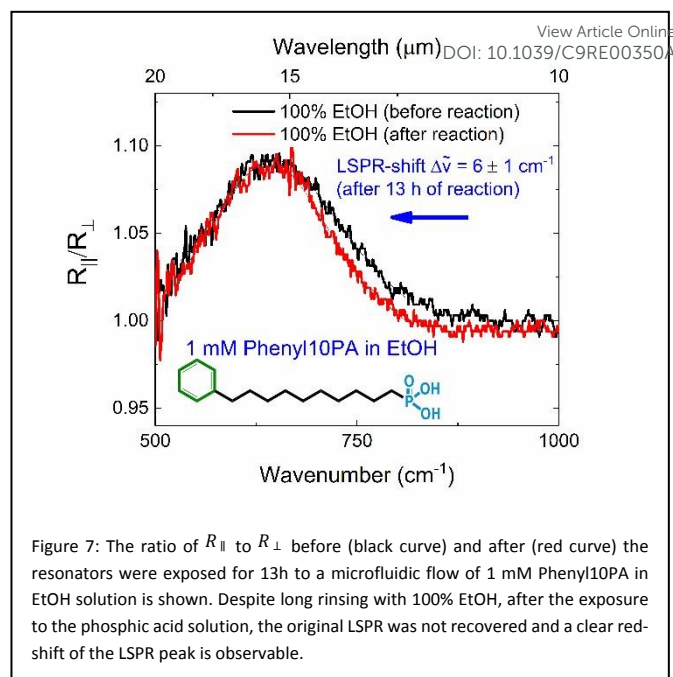 View Article Online
DOI: 10.1039/C9RE00350A
Wavelength (μm)
20 15 10
100% EtOH (before reaction)
100% EtOH (after reaction)
LSPR-shift Δṽ = 6 ± 1 cm⁻¹
(after 13 h of reaction)
1.10
1.05
1.00
0.95
R∥/R⊥
1 mM Phenyl10PA in EtOH
O
OH
P
OH
500 750 1000
Wavenumber (cm⁻¹)
Figure 7: The ratio of R∥ to R⊥ before (black curve) and after (red curve) the
resonators were exposed for 13h to a microfluidic flow of 1 mM Phenyl10PA in
EtOH solution is shown. Despite long rinsing with 100% EtOH, after the exposure
to the phosphic acid solution, the original LSPR was not recovered and a clear red-
shift of the LSPR peak is observable.